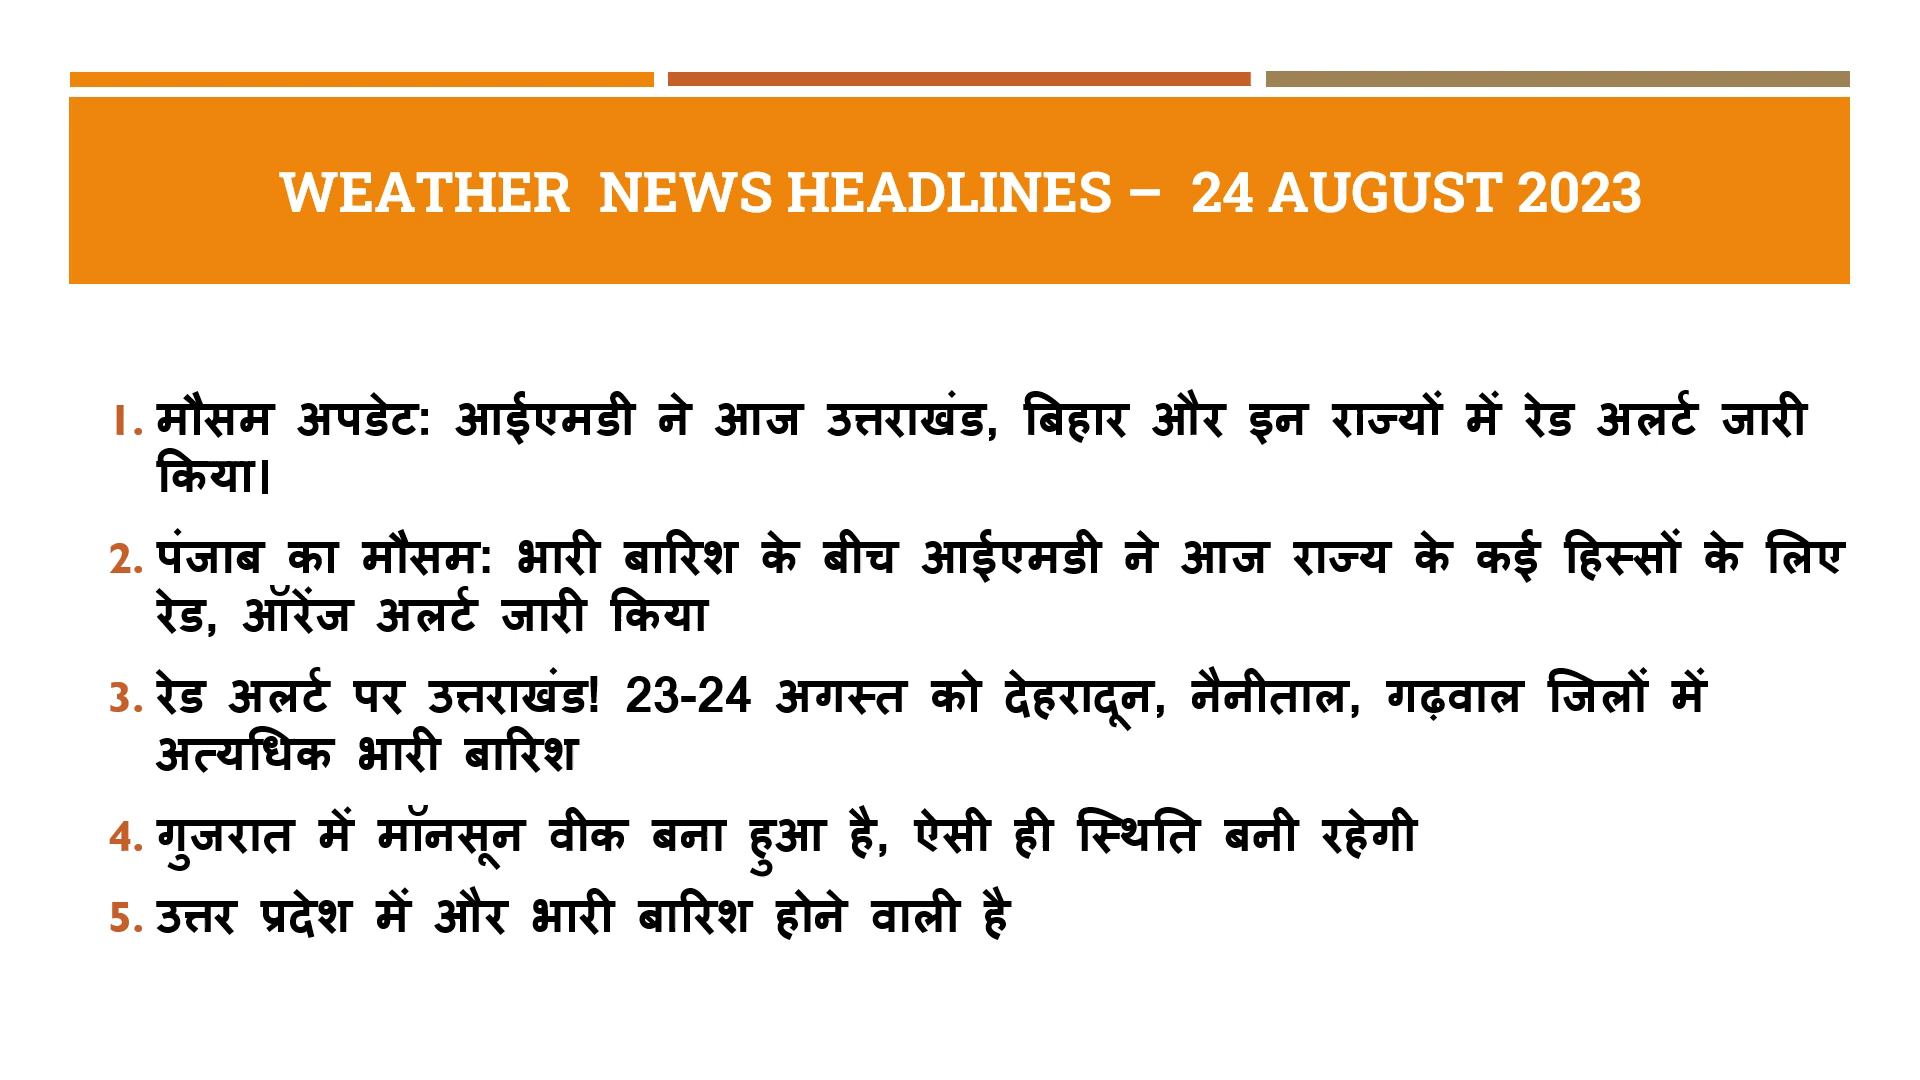 WEATHER NEWS HEADLINES – 24 AUGUST 2023
1. मौसम अपडेट: आईएमडी ने आज उत्तराखंड, बिहार और इन राज्यों में रेड अलर्ट जारी
किया।
2. पंजाब का मौसम: भारी बारिश के बीच आईएमडी ने आज राज्य के कई हिस्सों के लिए
रेड, ऑरेंज अलर्ट जारी किया
3. रेड अलर्ट पर उत्तराखंड! 23-24 अगस्त को देहरादून, नैनीताल, गढ़वाल जिलों में
अत्यधिक भारी बारिश
4. गुजरात में मॉनसून वीक बना हुआ है, ऐसी ही स्थिति बनी रहेगी
5. उत्तर प्रदेश में और भारी बारिश होने वाली है